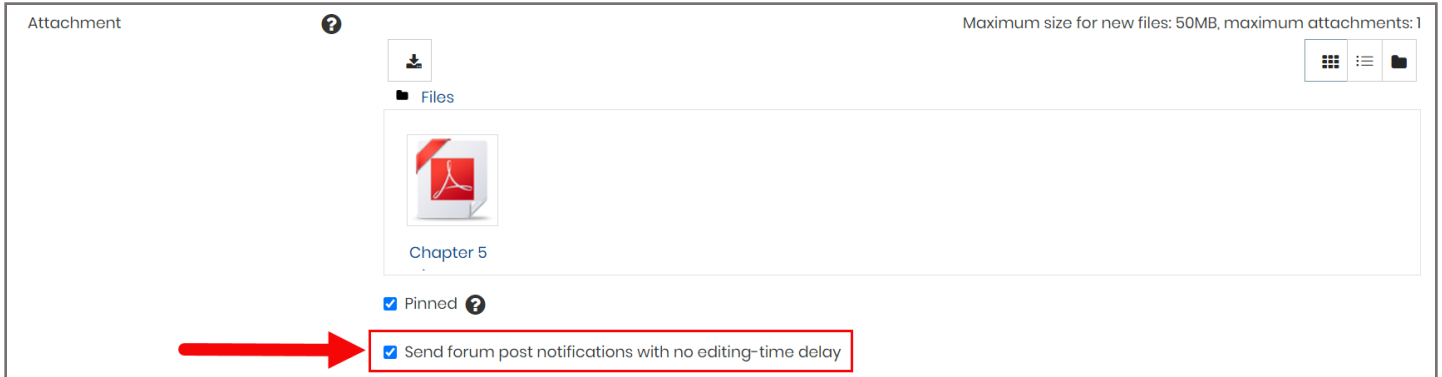 Attachment
Maximum size for new files: 50MB, maximum attachments: 1
Files
Chapter 5
Pinned
Send forum post notifications with no editing-time delay